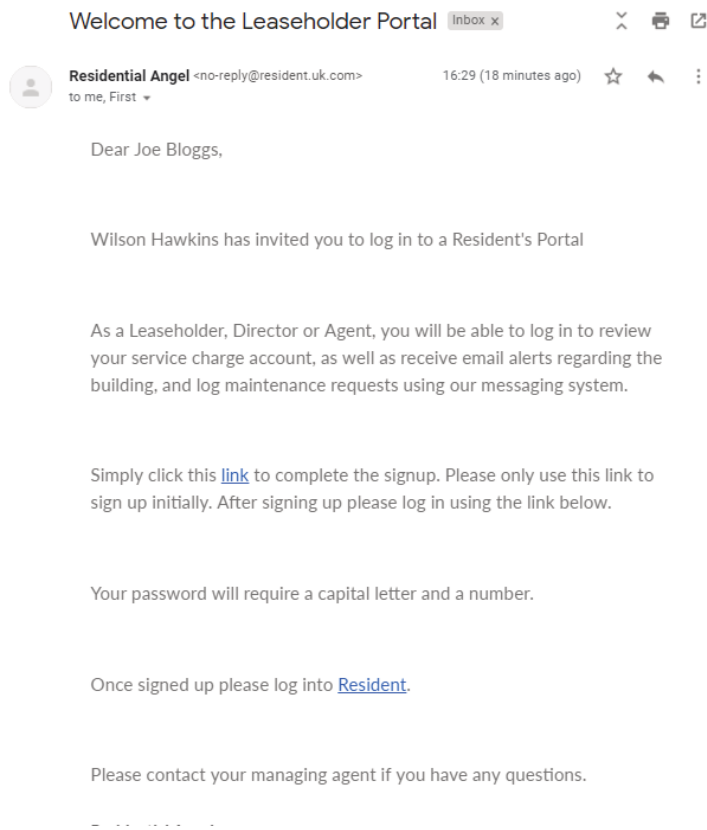 Welcome to the Leaseholder Portal Inbox x
Residential Angel <no-reply@resident.uk.com> 16:29 (18 minutes ago)
to me, First
Dear Joe Bloggs,
Wilson Hawkins has invited you to log in to a Resident's Portal
As a Leaseholder, Director or Agent, you will be able to log in to review
your service charge account, as well as receive email alerts regarding the
building, and log maintenance requests using our messaging system.
Simply click this link to complete the signup. Please only use this link to
sign up initially. After signing up please log in using the link below.
Your password will require a capital letter and a number.
Once signed up please log into Resident.
Please contact your managing agent if you have any questions.